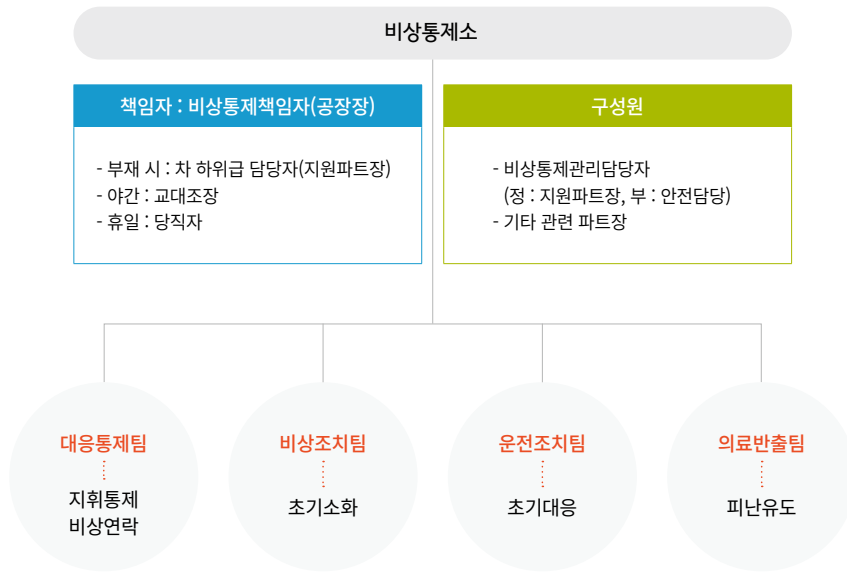 비상통제소
책임자 : 비상통제책임자(공장장)
- 부재 시 : 차 하위급 담당자(지원파트장)
- 야간 : 교대조장
- 휴일 : 당직자
구성원
- 비상통제관리담당자
(정 : 지원파트장, 부 : 안전담당)
- 기타 관련 파트장
대응통제팀
지휘통제
비상연락
비상조치팀
초기소화
운전조치팀
초기대응
의료반출팀
피난유도